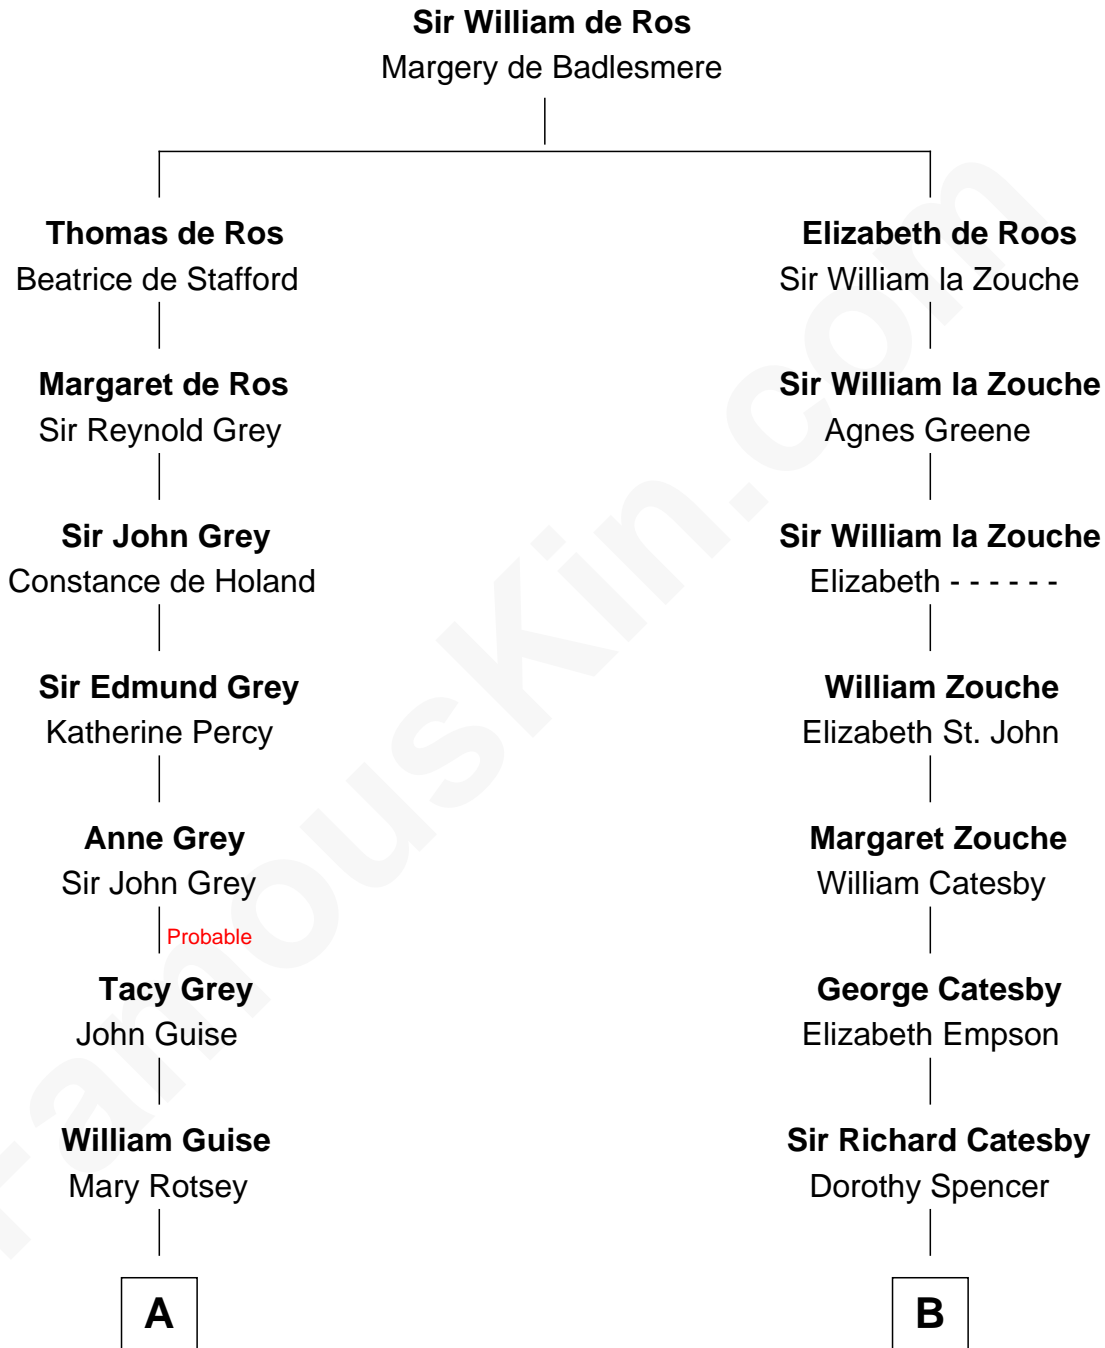 Sir William de Ros
Margery de Badlesmere
Thomas de Ros
Beatrice de Stafford
Margaret de Ros
Sir Reynold Grey
Sir John Grey
Constance de Holand
Sir Edmund Grey
Katherine Percy
Anne Grey
Sir John Grey
Probable
Tacy Grey
John Guise
William Guise
Mary Rotsey
A
Elizabeth de Roos
Sir William la Zouche
Sir William la Zouche
Agnes Greene
Sir William la Zouche
Elizabeth - - - - - -
William Zouche
Elizabeth St. John
Margaret Zouche
William Catesby
George Catesby
Elizabeth Empson
Sir Richard Catesby
Dorothy Spencer
B
FamousKin.com